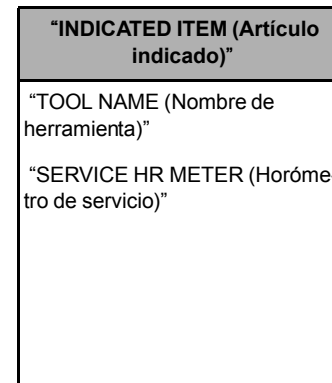 “INDICATED ITEM (Artículo
indicado)”
“TOOL NAME (Nombre de
herramienta)”
“SERVICE HR METER (Horóme
tro de servicio)”